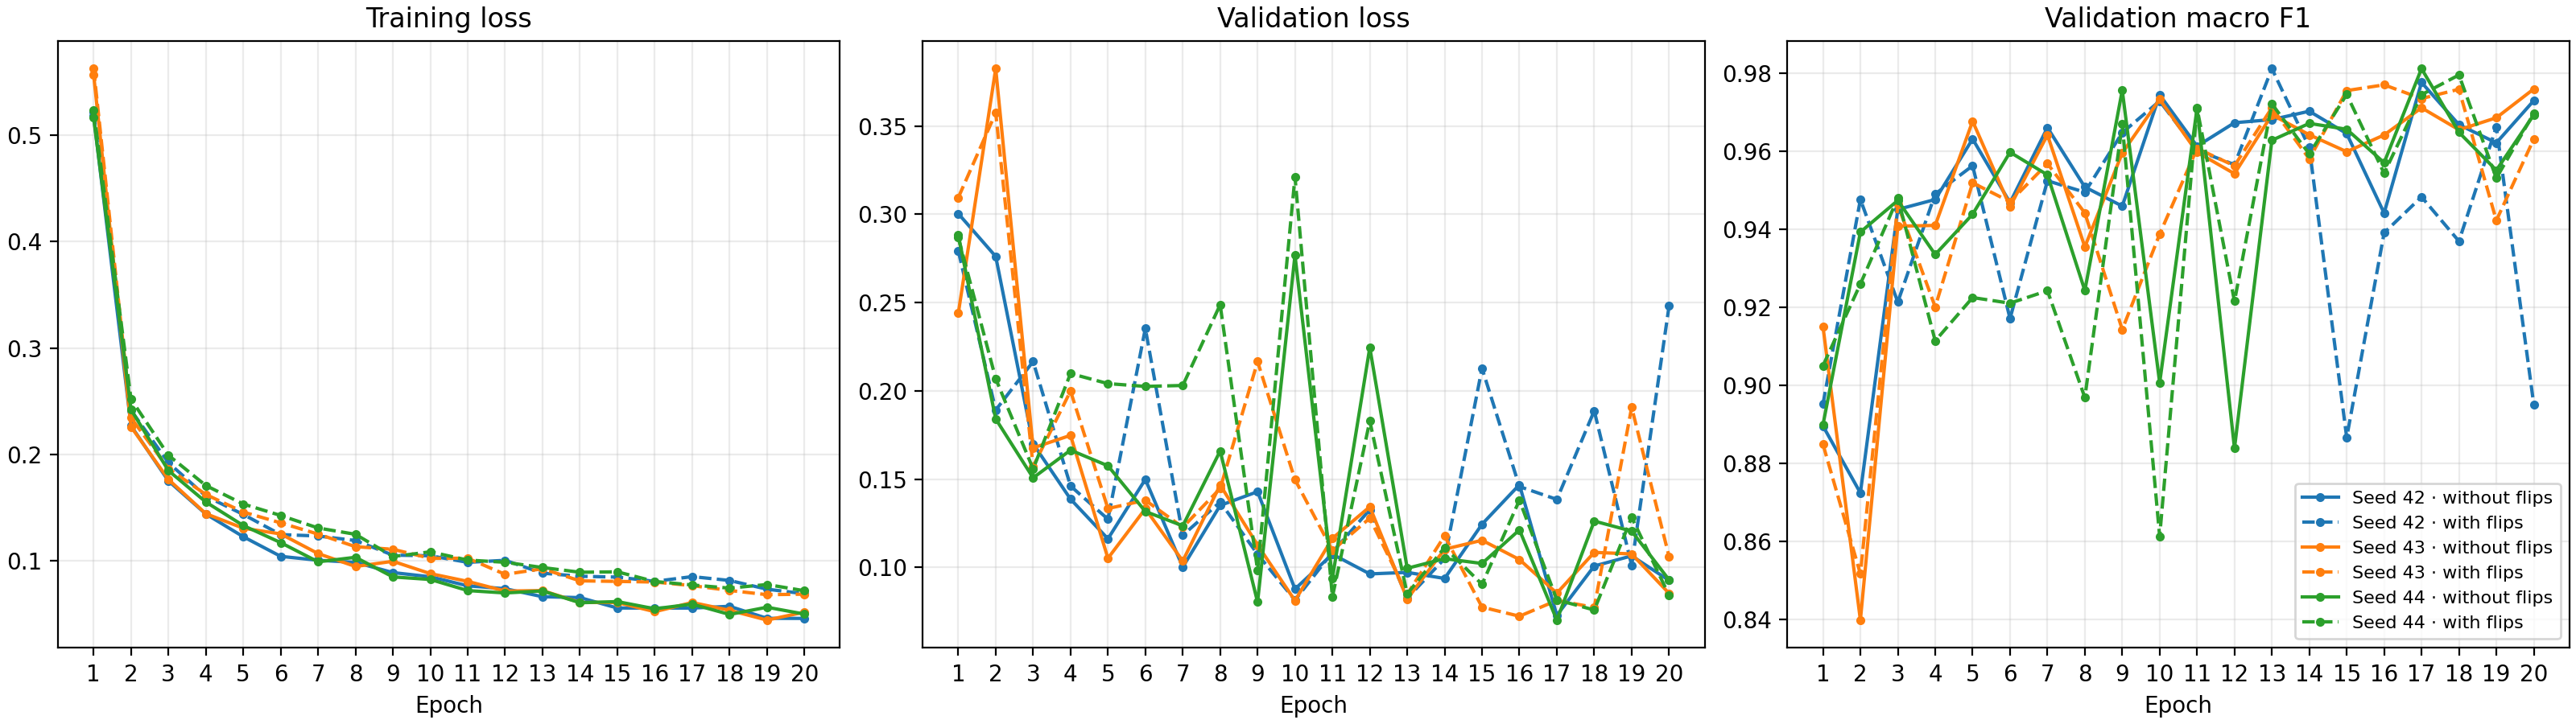 Training loss
0.5
0.4
0.3
0.2
0.1
1 2 3 4 5 6 7 8 9 10 11 12 13 14 15 16 17 18 19 20
Epoch
Validation loss
0.35
0.30
0.25
0.20
0.15
0.10
1 2 3 4 5 6 7 8 9 10 11 12 13 14 15 16 17 18 19 20
Epoch
Validation macro F1
0.98
0.96
0.94
0.92
0.90
0.88
0.86
0.84
Seed 42 · without flips
Seed 42 · with flips
Seed 43 · without flips
Seed 43 · with flips
Seed 44 · without flips
Seed 44 · with flips
1 2 3 4 5 6 7 8 9 10 11 12 13 14 15 16 17 18 19 20
Epoch